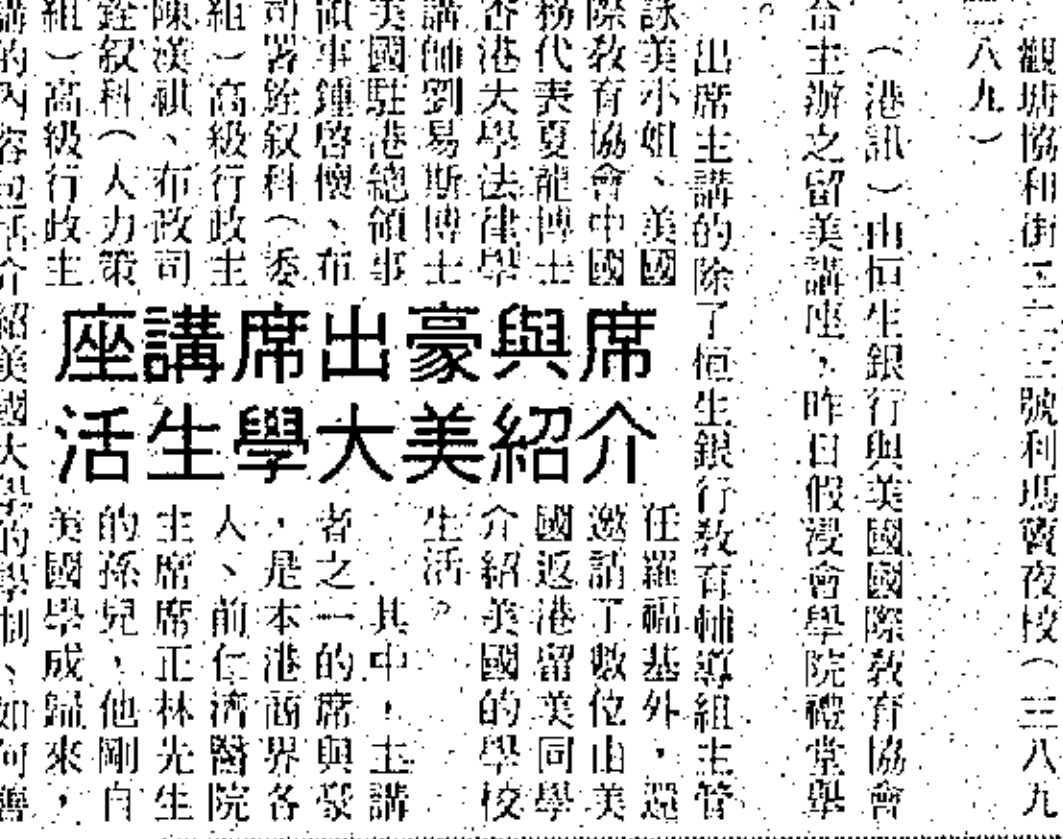 觀塘協和街二二三號利瑪竇夜校（三八九
八九）
（港訊）由恒生銀行與美國國際敎育協會
合主辦之留美講座，昨日假浸會學院禮堂舉
。
席與豪出席講座
介紹美大學生活
出席主講的除了恒生銀行敎育輔導組主管
任羅福基外，還
邀請了數位由美
國返港留美同學
介紹美國的學校
生活。
其中，主講
者之一的席與豪
，是本港商界各
人、前仁濟醫院
主席席正林先生
的孫兒，他剛自
美國學成歸來，
詠美小姐、美國
際敎育協會中國
務代表夏龍博士
香港大學法律學
講師劉易斯博士
美國駐港總領事
領事鍾啓懷、布
司署銓叙科（委
組）高級行政主
陳漢祺、布政司
銓叙科（人力策
組）高級行政主
講的內容包括介紹美國大學的學制、如何善